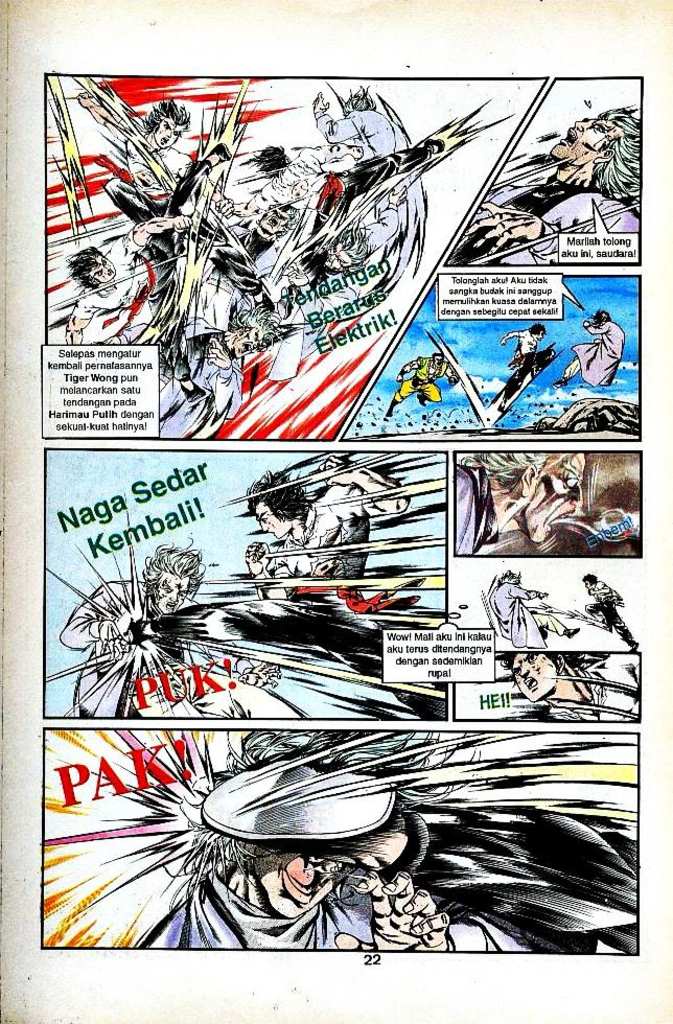 Tendangan
Berarus
Elektrik!
Selepas mengatur
kembali pernafasannya
Tiger Wong pun
melancarkan satu
tendangan pada
Harimau Putih dengan
sekuat-kuat hatinya!
Marilah tolong
aku ini, saudara!
Tolonglah aku! Aku tidak
sangka budak ini sanggup
memulihkan kuasa dalamnya
dengan sebegitu cepat sekali!
Naga Sedar
Kembali!
PUK!
Wow! Mati aku ini kalau
aku terus ditendangnya
dengan sedemikian
rupa!
HEI!
PAK!
22